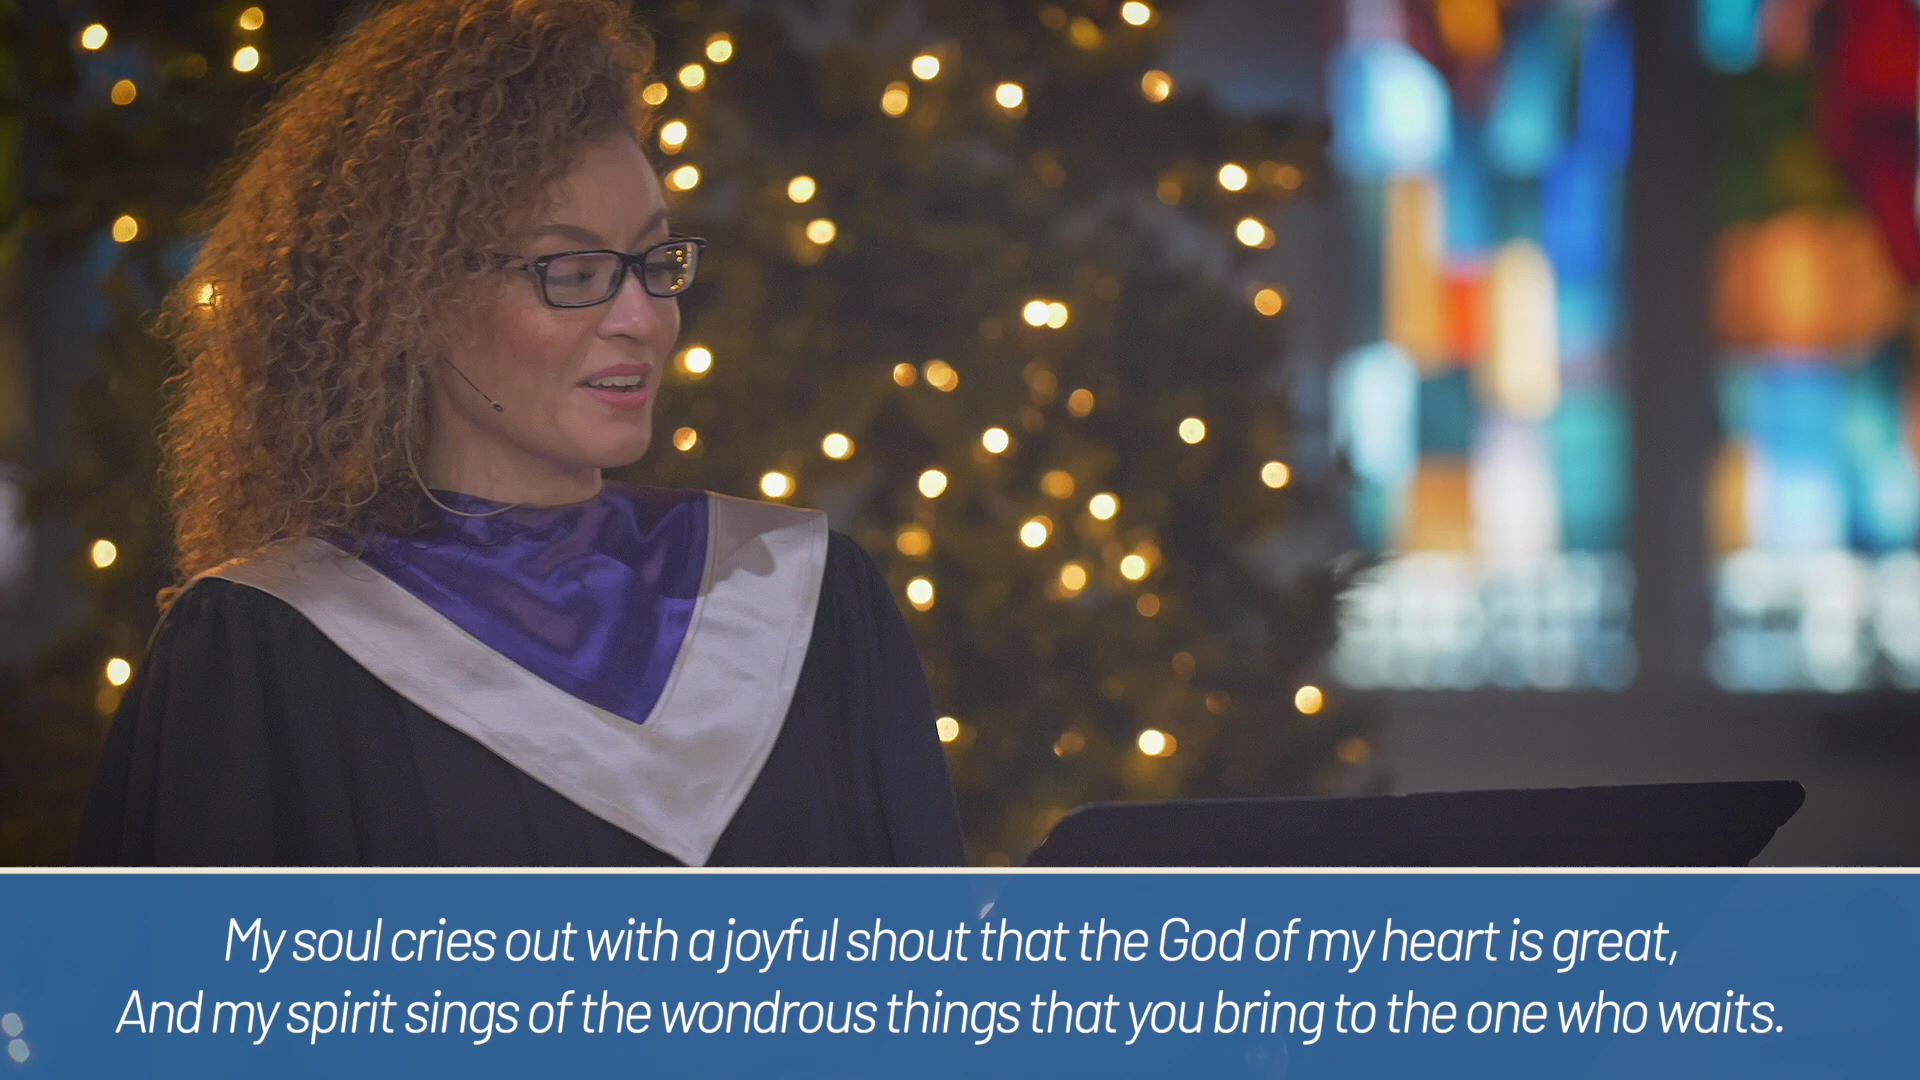 My soul cries out with a joyful shout that the God of my heart is great,
And my spirit sings of the wondrous things that you bring to the one who waits.